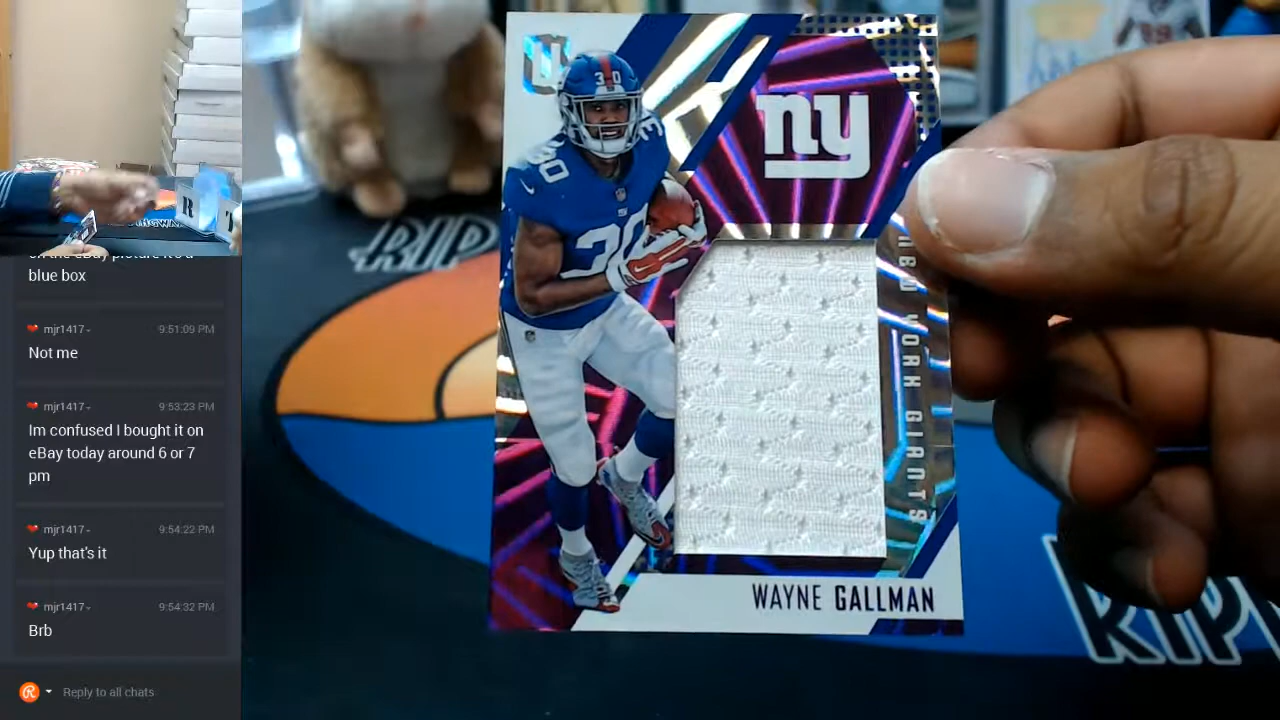 R
blue box
mjr1417
9:51:09 PM
Not me
mjr1417
9:53:23 PM
Im confused I bought it on
eBay today around 6 or 7
pm
mjr1417
9:54:22 PM
Yup that's it
mjr1417
9:54:32 PM
Brb
Reply to all chats
RIP
30
30
30
ny
NEW YORK GIANTS
WAYNE GALLMAN
RIP